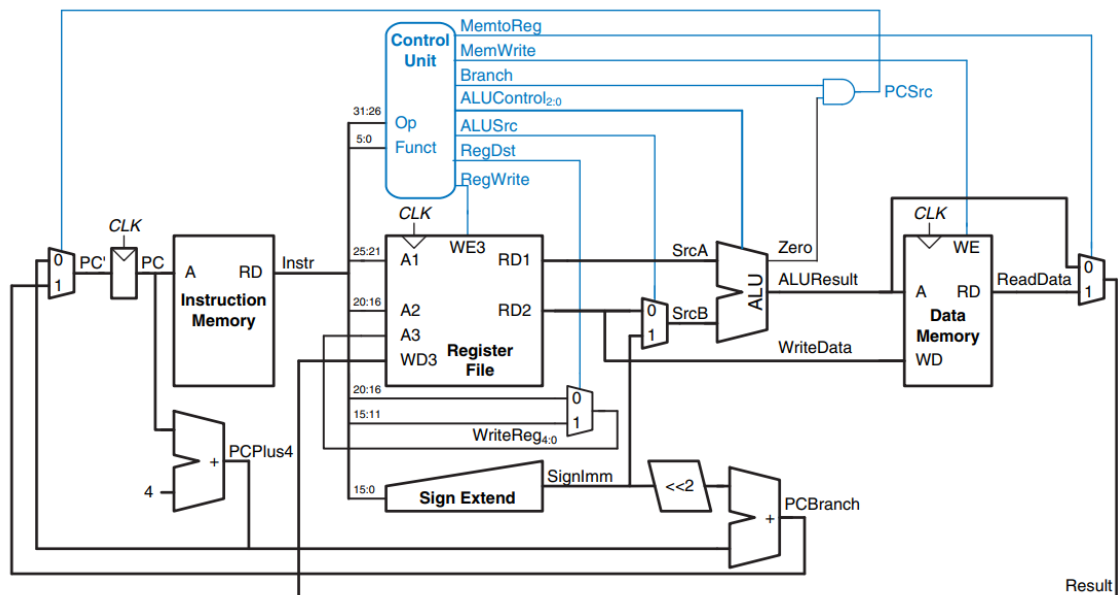 MemtoReg
Control
Unit
MemWrite
Branch
PCSrc
ALUControl2:0
31:26
Op
ALUSrc
5:0
Funct
RegDst
RegWrite
CLK
CLK
CLK
25:21
WE3
SrcA
Zero
WE
0
PC'
PC
A
RD
Instr
A1
RD1
0
1
Instruction
Memory
ALU
ALUResult
A
RD
ReadData
1
20:16
A2
RD2
0
SrcB
Data
Memory
A3
1
WD3
Register
File
WriteData
WD
20:16
0
15:11
1
WriteReg4:0
PCPlus4
+
4
15:0
Sign Extend
SignImm
<<2
PCBranch
+
Result